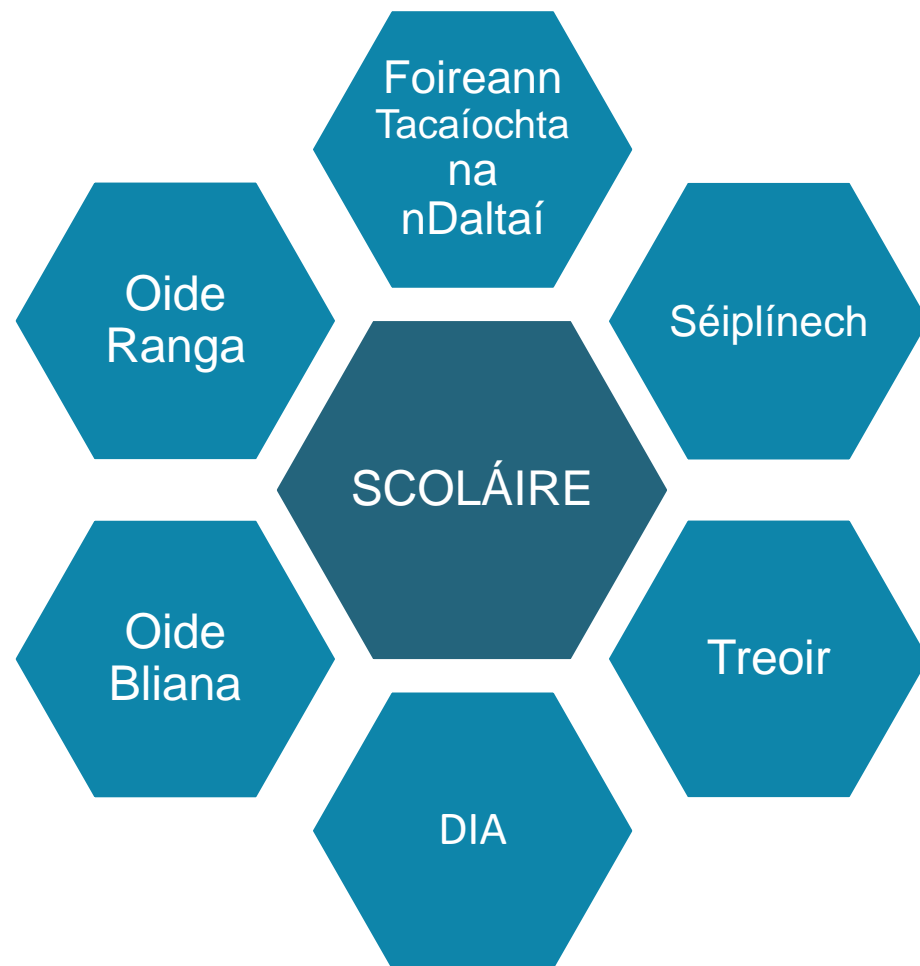 Foireann
Tacaíochta
na
nDaltaí
Oide
Ranga
Séiplínech
SCOLÁIRE
Oide
Bliana
Treoir
DIA